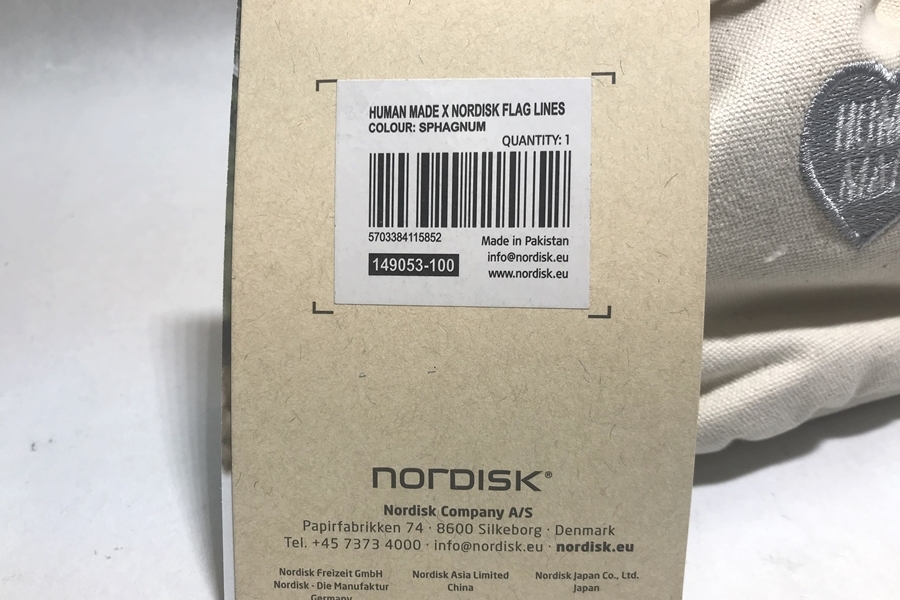 HUMAN MADE X NORDISK FLAG LINES
COLOUR: SPHAGNUM
QUANTITY: 1
5703384115852
Made in Pakistan
149053-100
info@nordisk.eu
www.nordisk.eu
NORDISK®
Nordisk Company A/S
Papirfabrikken 74 · 8600 Silkeborg · Denmark
Tel. +45 7373 4000 · info@nordisk.eu · nordisk.eu
Nordisk Freizeit GmbH
Nordisk - Die Manufaktur
Germany
Nordisk Asia Limited
China
Nordisk Japan Co., Ltd.
Japan